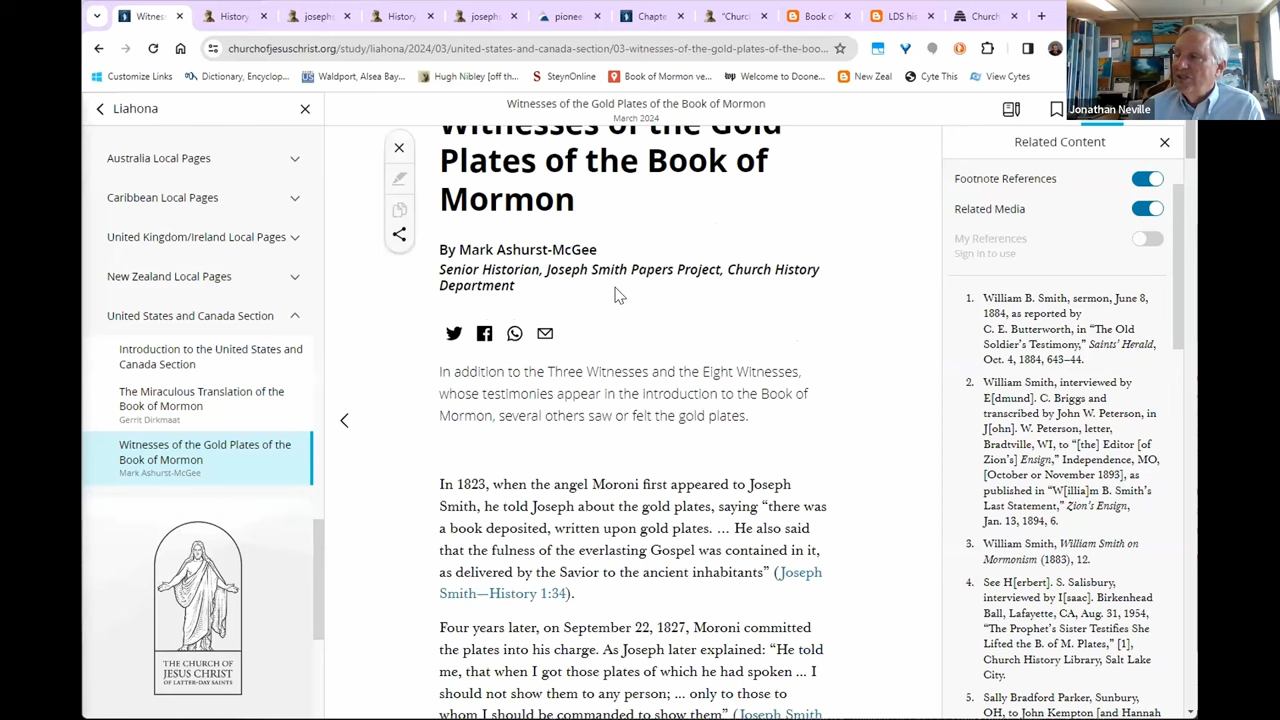 Witnes
History
joseph
History
joseph
pionee
Chapte
"Churc
Book
LDS his
Church
churchofjesuschrist.org/study/liahona/2024/03/united-states-and-canada-section/03-witnesses-of-the-gold-plates-of-the-boo...
Customize Links
Dictionary, Encyclop...
Waldport, Alsea Bay...
Hugh Nibley [off th...
SteynOnline
Book of Mormon ve...
Welcome to Doone...
New Zeal
Cyte This
View Cytes
Jonathan Neville
Liahona
Witnesses of the Gold Plates of the Book of Mormon
March 2024
Australia Local Pages
Caribbean Local Pages
United Kingdom/Ireland Local Pages
New Zealand Local Pages
United States and Canada Section
Introduction to the United States and
Canada Section
The Miraculous Translation of the
Book of Mormon
Gerrit Dirkmaat
Witnesses of the Gold Plates of the
Book of Mormon
Mark Ashurst-McGee
THE CHURCH OF
JESUS CHRIST
OF LATTER-DAY SAINTS
Witnesses of the Gold
Plates of the Book of
Mormon
By Mark Ashurst-McGee
Senior Historian, Joseph Smith Papers Project, Church History
Department
In addition to the Three Witnesses and the Eight Witnesses,
whose testimonies appear in the introduction to the Book of
Mormon, several others saw or felt the gold plates.
In 1823, when the angel Moroni first appeared to Joseph
Smith, he told Joseph about the gold plates, saying “there was
a book deposited, written upon gold plates. … He also said
that the fulness of the everlasting Gospel was contained in it,
as delivered by the Savior to the ancient inhabitants” (Joseph
Smith—History 1:34).
Four years later, on September 22, 1827, Moroni committed
the plates into his charge. As Joseph later explained: “He told
me, that when I got those plates of which he had spoken … I
should not show them to any person; … only to those to
whom I should be commanded to show them” (Joseph Smith
Related Content
Footnote References
Related Media
My References
Sign in to use
1. William B. Smith, sermon, June 8,
1884, as reported by
C. E. Butterworth, in “The Old
Soldier’s Testimony,” Saints’ Herald,
Oct. 4, 1884, 643–44.
2. William Smith, interviewed by
E[dmund]. C. Briggs and
transcribed by John W. Peterson, in
J[ohn]. W. Peterson, letter,
Bradtville, WI, to “[the] Editor [of
Zion’s] Ensign,” Independence, MO,
[October or November 1893], as
published in “W[illia]m B. Smith’s
Last Statement,” Zion’s Ensign,
Jan. 13, 1894, 6.
3. William Smith, William Smith on
Mormonism (1883), 12.
4. See H[erbert]. S. Salisbury,
interviewed by I[saac]. Birkenhead
Ball, Lafayette, CA, Aug. 31, 1954,
“The Prophet’s Sister Testifies She
Lifted the B. of M. Plates,” [1],
Church History Library, Salt Lake
City.
5. Sally Bradford Parker, Sunbury,
OH, to John Kempton [and Hannah